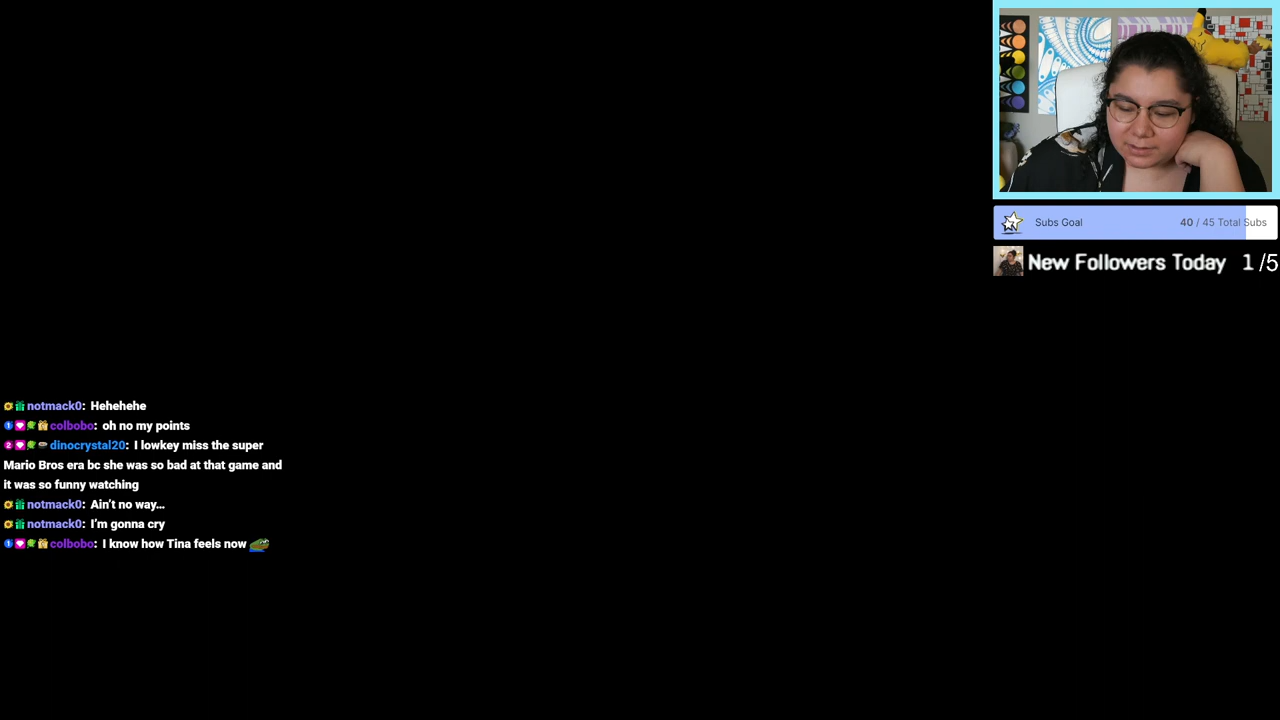 Subs Goal 40 / 45 Total Subs
New Followers Today 1 /5
notmack0: Hehehehe
colbobo: oh no my points
dinocrystal20: I lowkey miss the super
Mario Bros era bc she was so bad at that game and
it was so funny watching
notmack0: Ain't no way…
notmack0: I'm gonna cry
colbobo: I know how Tina feels now